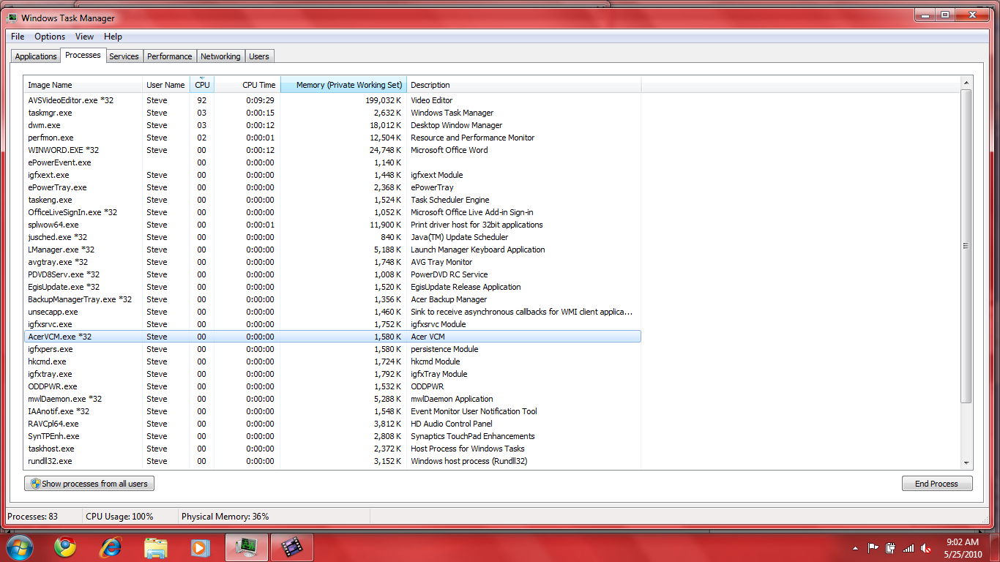 Windows Task Manager
File Options View Help
Applications Processes Services Performance Networking Users
Image Name User Name CPU CPU Time Memory (Private Working Set) Description
AVSVideoEditor.exe *32 Steve 92 0:09:29 199,032 K Video Editor
taskmgr.exe Steve 03 0:00:15 2,632 K Windows Task Manager
dwm.exe Steve 03 0:00:12 18,012 K Desktop Window Manager
perfmon.exe Steve 02 0:00:01 12,504 K Resource and Performance Monitor
WINWORD.EXE *32 Steve 00 0:00:12 24,748 K Microsoft Office Word
ePowerEvent.exe 00 0:00:00 1,140 K
igfxext.exe Steve 00 0:00:00 1,448 K igfxext Module
ePowerTray.exe Steve 00 0:00:00 2,368 K ePowerTray
taskeng.exe Steve 00 0:00:00 1,524 K Task Scheduler Engine
OfficeLiveSignIn.exe *32 Steve 00 0:00:00 1,052 K Microsoft Office Live Add-in Sign-in
splwow64.exe Steve 00 0:00:01 11,900 K Print driver host for 32bit applications
jusched.exe *32 Steve 00 0:00:00 840 K Java(TM) Update Scheduler
LManager.exe *32 Steve 00 0:00:00 5,188 K Launch Manager Keyboard Application
avgtray.exe *32 Steve 00 0:00:00 1,748 K AVG Tray Monitor
PDVD8Serv.exe *32 Steve 00 0:00:00 1,008 K PowerDVD RC Service
EgisUpdate.exe *32 Steve 00 0:00:00 1,520 K EgisUpdate Release Application
BackupManagerTray.exe *32 Steve 00 0:00:00 1,356 K Acer Backup Manager
unsecapp.exe Steve 00 0:00:00 1,460 K Sink to receive asynchronous callbacks for WMI client applica...
igfxsrvc.exe Steve 00 0:00:00 1,752 K igfxsrvc Module
AcerVCM.exe *32 Steve 00 0:00:00 1,580 K Acer VCM
igfxpers.exe Steve 00 0:00:00 1,580 K persistence Module
hkcmd.exe Steve 00 0:00:00 1,724 K hkcmd Module
igfxtray.exe Steve 00 0:00:00 1,792 K igfxTray Module
ODDPWR.exe Steve 00 0:00:00 1,532 K ODDPWR
mwlDaemon.exe *32 Steve 00 0:00:00 5,288 K mwlDaemon Application
IAAnotif.exe *32 Steve 00 0:00:00 1,548 K Event Monitor User Notification Tool
RAVCpl64.exe Steve 00 0:00:00 3,812 K HD Audio Control Panel
SynTPEnh.exe Steve 00 0:00:00 2,808 K Synaptics TouchPad Enhancements
taskhost.exe Steve 00 0:00:00 2,372 K Host Process for Windows Tasks
rundll32.exe Steve 00 0:00:00 3,152 K Windows host process (Rundll32)
Show processes from all users End Process
Processes: 83 CPU Usage: 100% Physical Memory: 36%
9:02 AM
5/25/2010